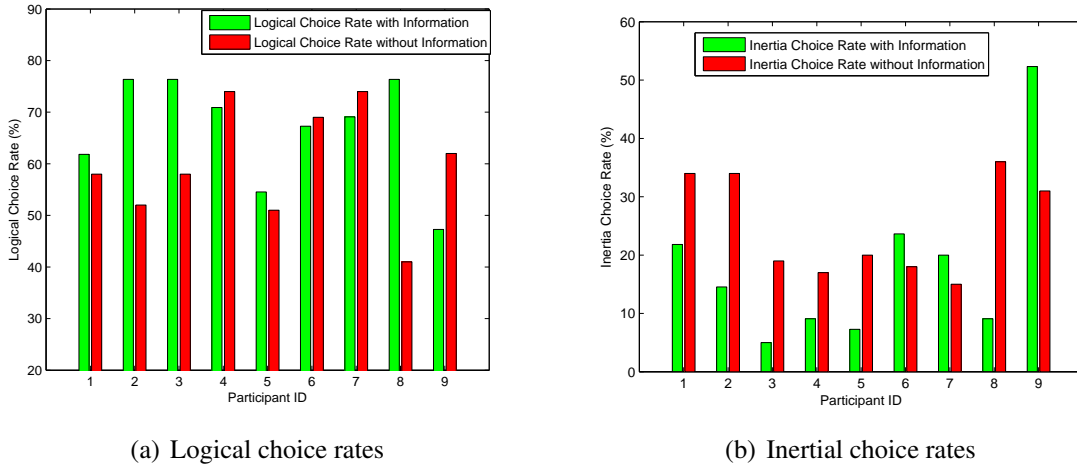 90
80
70
60
50
40
30
20
Logical Choice Rate (%)
Logical Choice Rate with Information
Logical Choice Rate without Information
1 2 3 4 5 6 7 8 9
Participant ID
(a) Logical choice rates
60
50
40
30
20
10
0
Inertia Choice Rate (%)
Inertia Choice Rate with Information
Inertia Choice Rate without Information
1 2 3 4 5 6 7 8 9
Participant ID
(b) Inertial choice rates